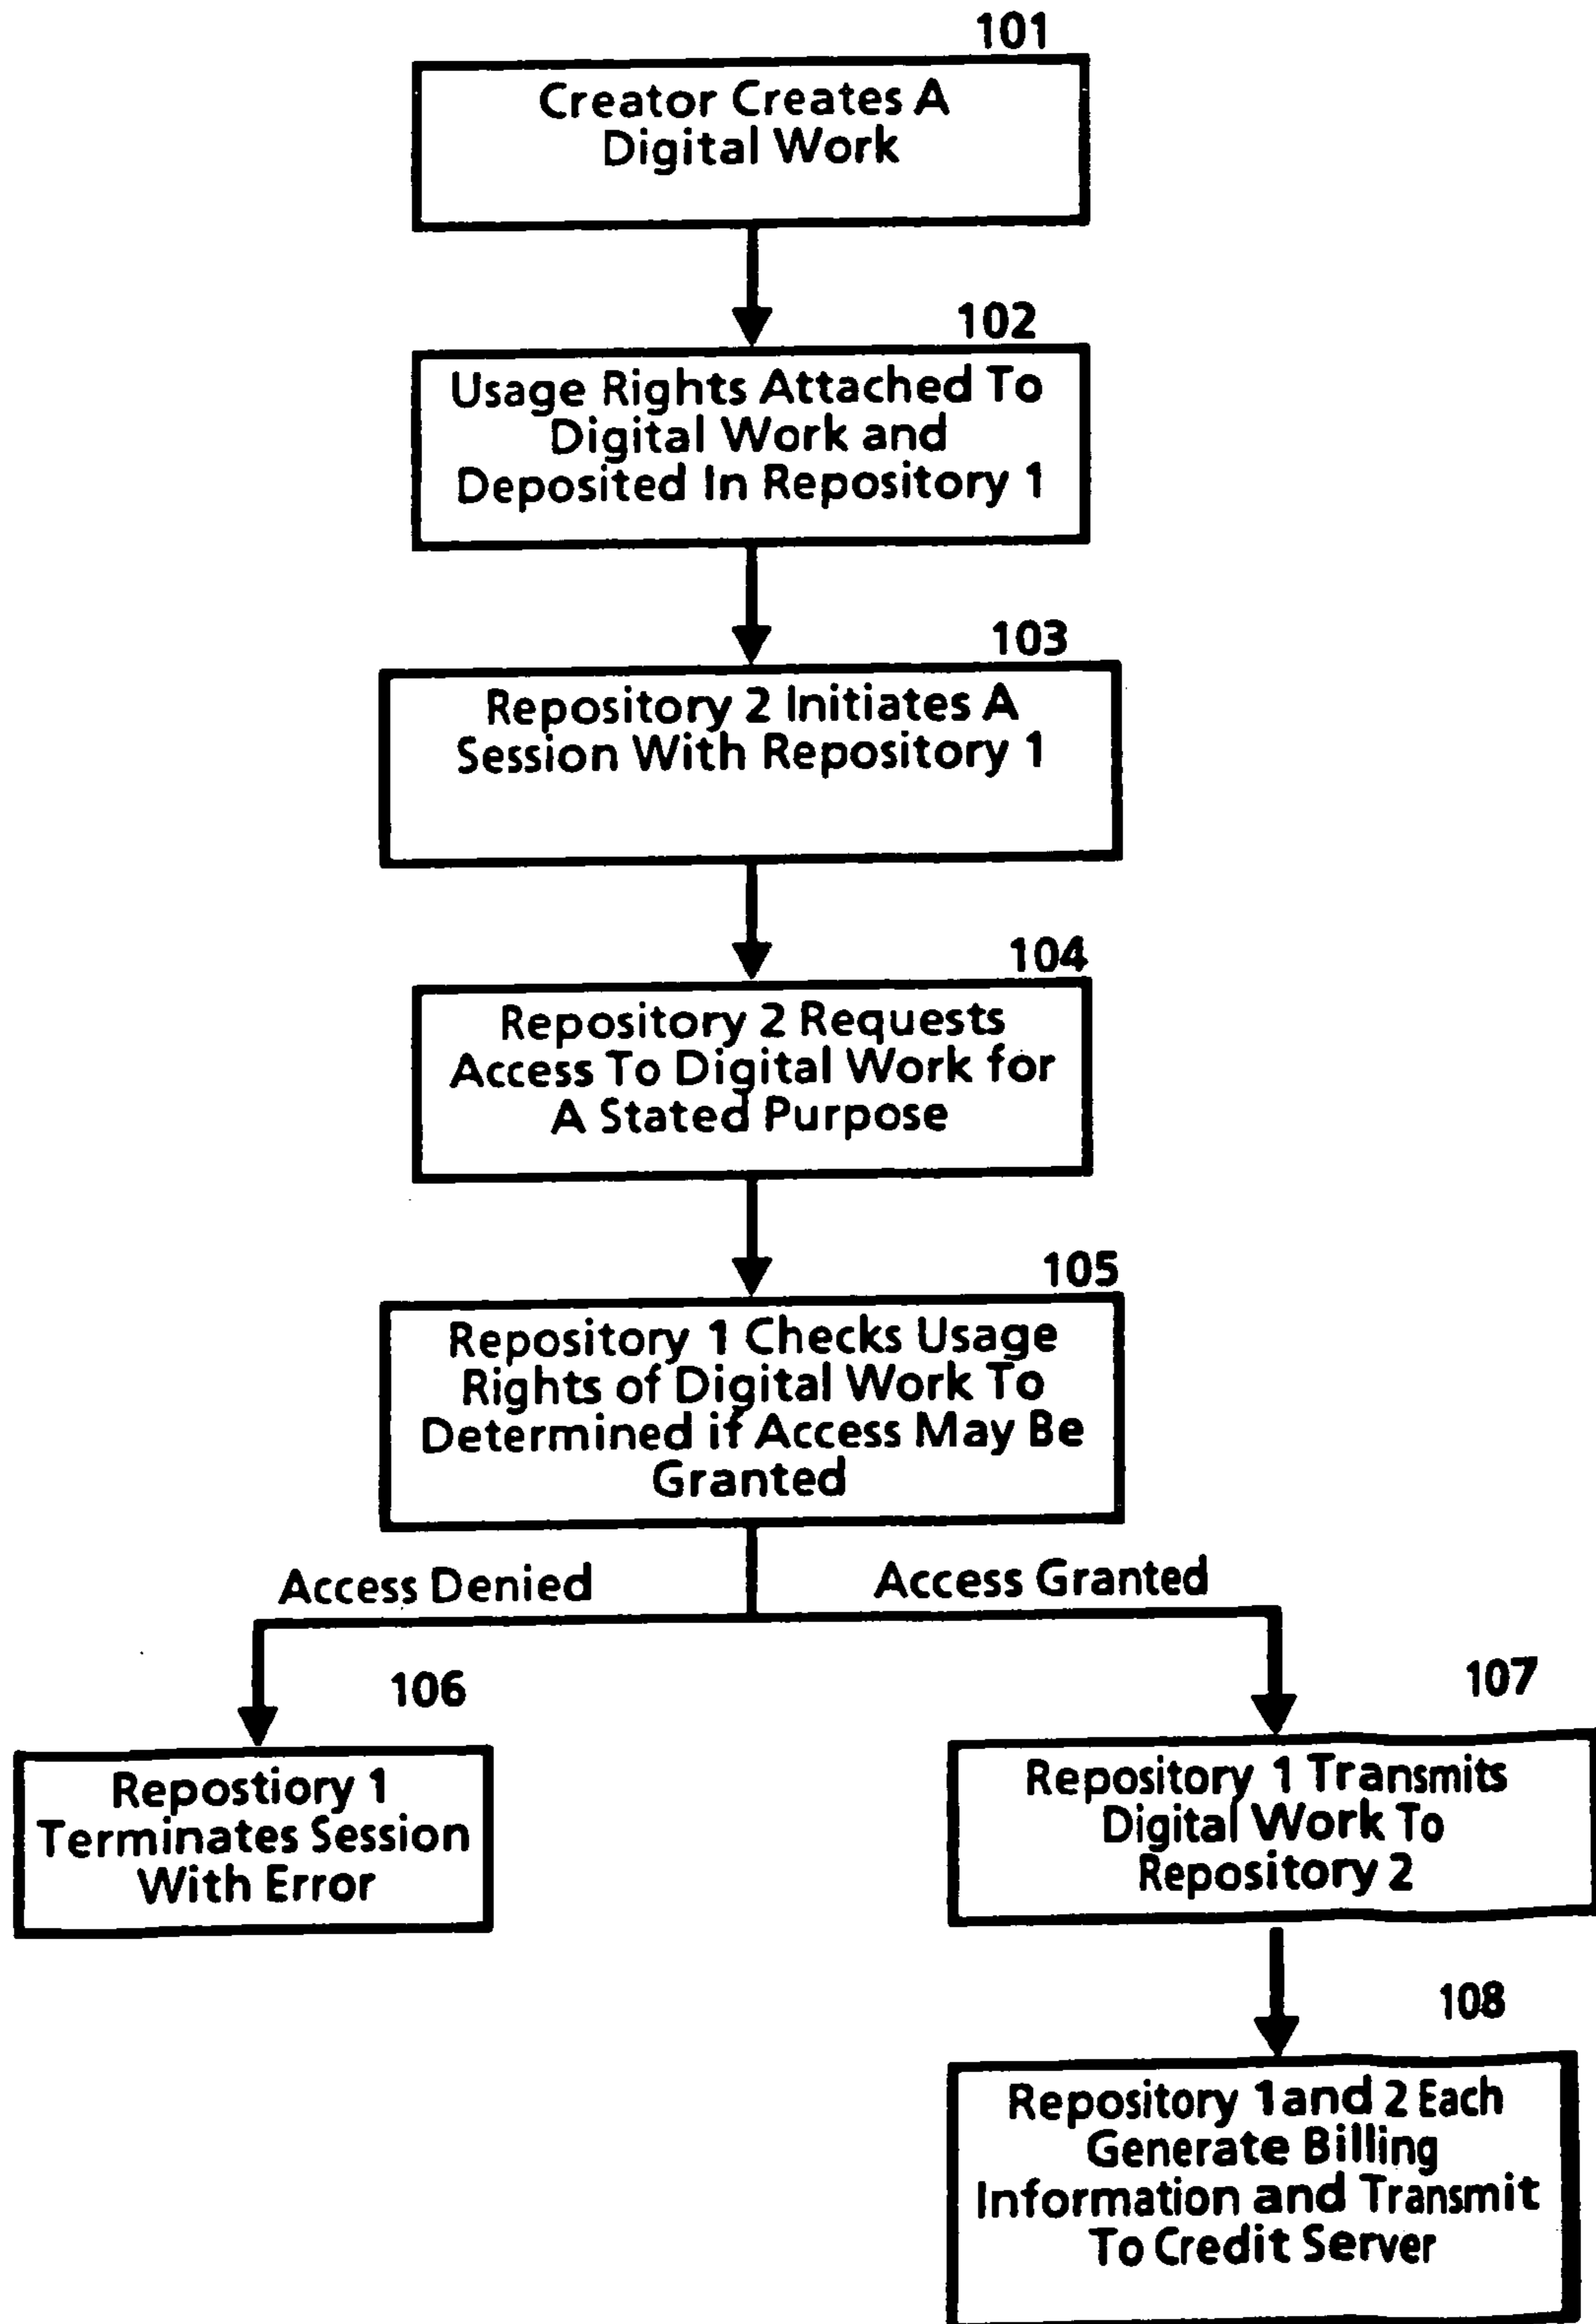 101
Creator Creates A
Digital Work
102
Usage Rights Attached To
Digital Work and
Deposited In Repository 1
103
Repository 2 Initiates A
Session With Repository 1
104
Repository 2 Requests
Access To Digital Work for
A Stated Purpose
105
Repository 1 Checks Usage
Rights of Digital Work To
Determined if Access May Be
Granted
Access Denied
Access Granted
106
Repostiory 1
Terminates Session
With Error
107
Repository 1 Transmits
Digital Work To
Repository 2
108
Repository 1and 2 Each
Generate Billing
Information and Transmit
To Credit Server